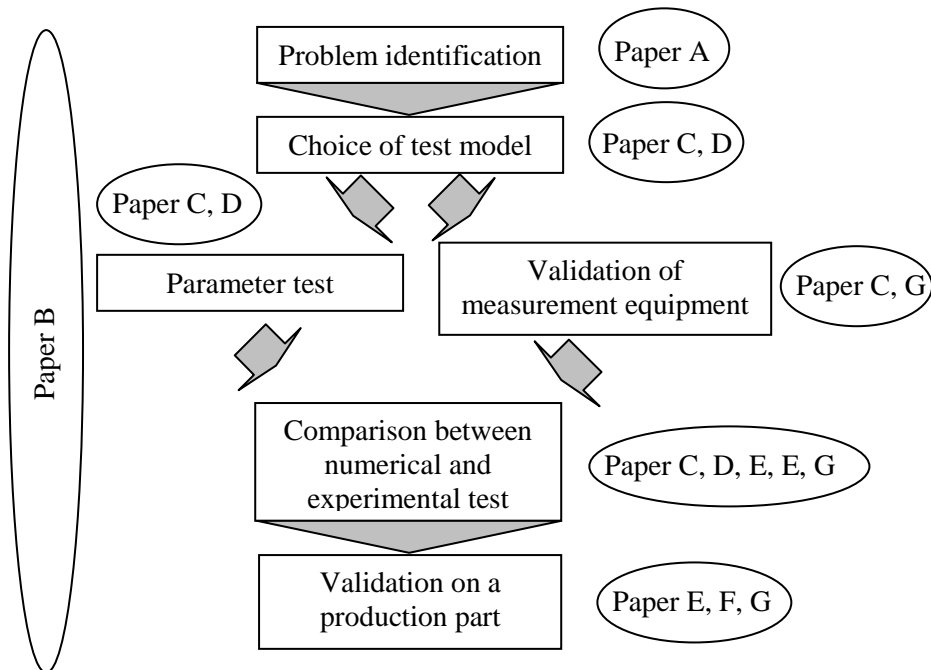 Problem identification
Paper A
Choice of test model
Paper C, D
Paper C, D
Parameter test
Validation of
measurement equipment
Paper C, G
Paper B
Comparison between
numerical and
experimental test
Paper C, D, E, E, G
Validation on a
production part
Paper E, F, G